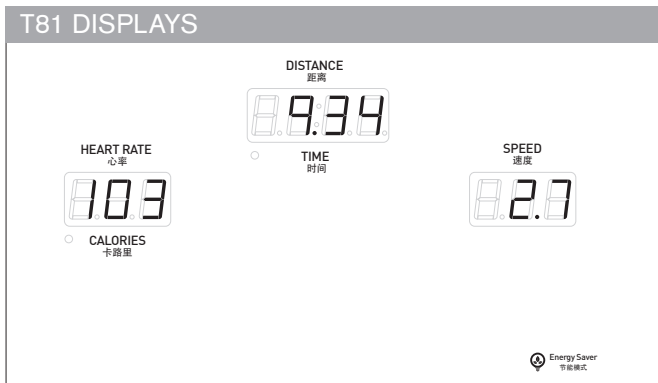 T81 DISPLAYS
DISTANCE
距离
9.34
TIME
时间
HEART RATE
心率
103
CALORIES
卡路里
SPEED
速度
2.7
Energy Saver
节能模式